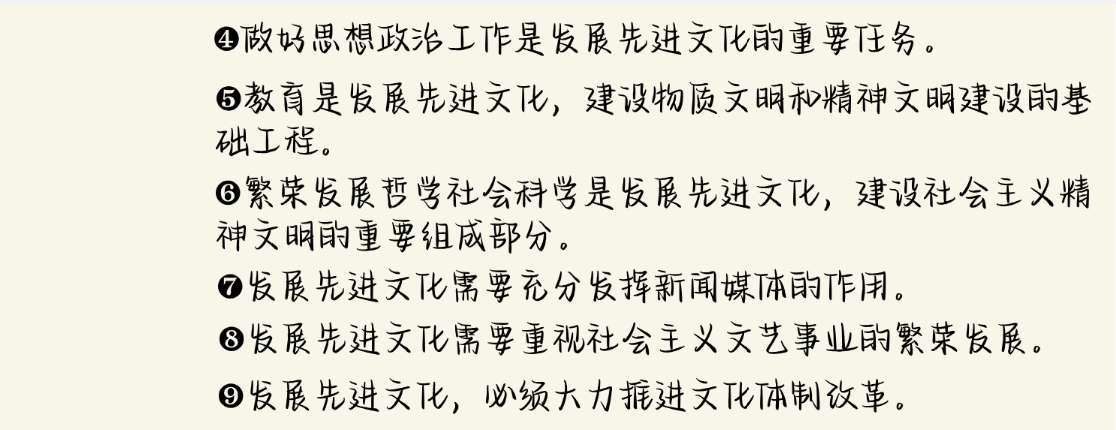 ❹做好思想政治工作是发展先进文化的重要任务。
❺教育是发展先进文化，建设物质文明和精神文明建设的基
础工程。
❻繁荣发展哲学社会科学是发展先进文化，建设社会主义精
神文明的重要组成部分。
❼发展先进文化需要充分发挥新闻媒体的作用。
❽发展先进文化需要重视社会主义文艺事业的繁荣发展。
❾发展先进文化，必须大力推进文化体制改革。